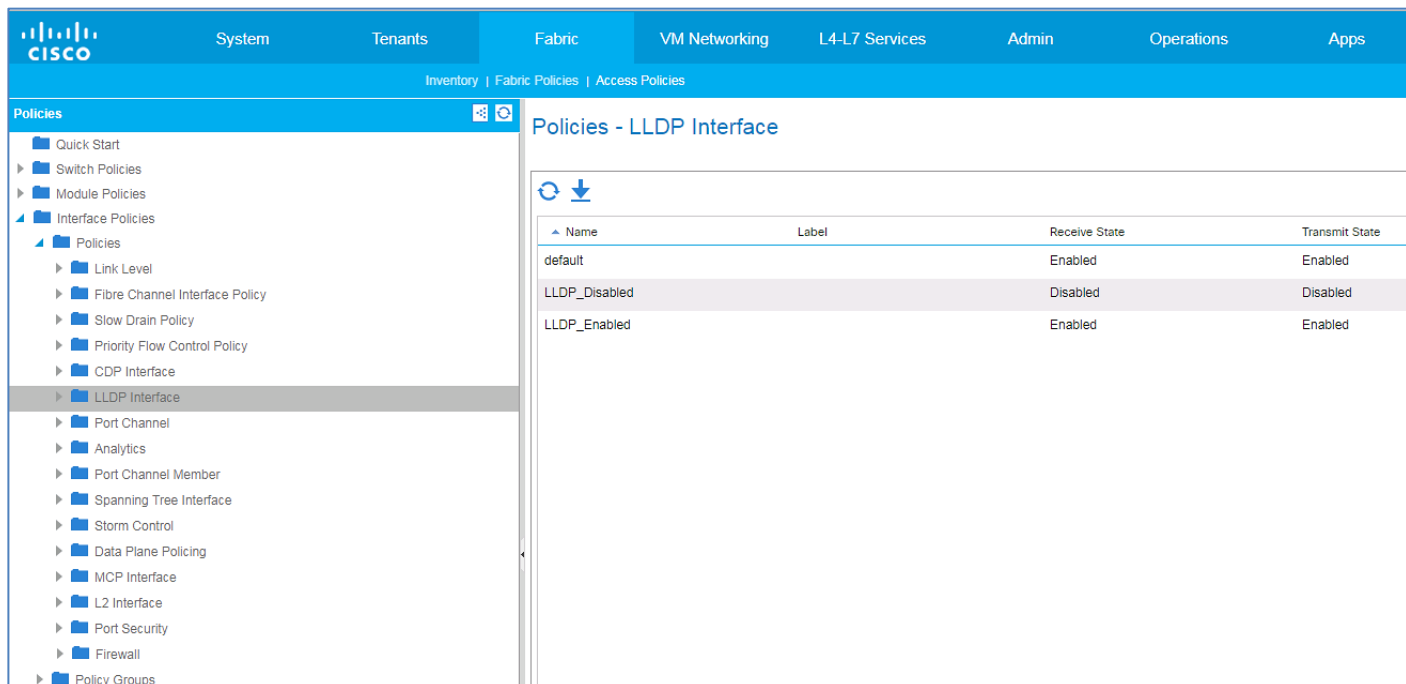 CISCO System Tenants Fabric VM Networking L4-L7 Services Admin Operations Apps
Inventory | Fabric Policies | Access Policies
Policies
Quick Start
Switch Policies
Module Policies
Interface Policies
Policies
Link Level
Fibre Channel Interface Policy
Slow Drain Policy
Priority Flow Control Policy
CDP Interface
LLDP Interface
Port Channel
Analytics
Port Channel Member
Spanning Tree Interface
Storm Control
Data Plane Policing
MCP Interface
L2 Interface
Port Security
Firewall
Policy Groups
Policies - LLDP Interface
Name Label Receive State Transmit State
default Enabled Enabled
LLDP_Disabled Disabled Disabled
LLDP_Enabled Enabled Enabled